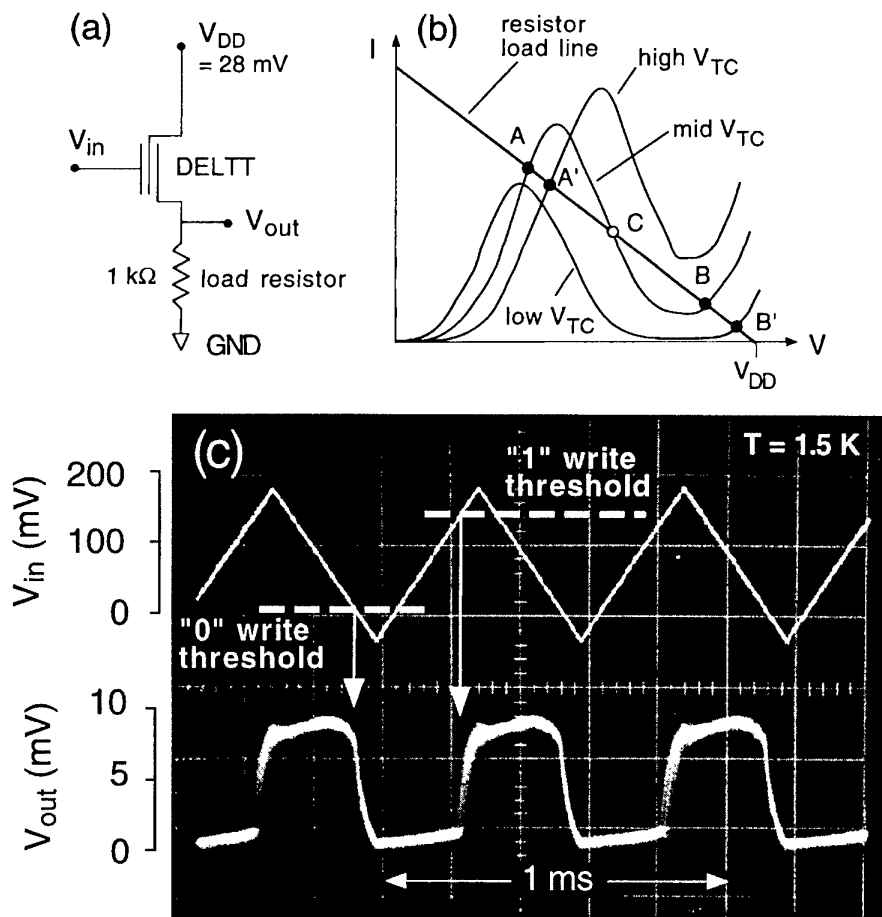 (a)
V_DD
= 28 mV
V_in
DELTT
V_out
1 kΩ
load resistor
GND
(b)
I
resistor
load line
high V_TC
A
mid V_TC
A'
C
B
low V_TC
B'
V
V_DD
(c)
T = 1.5 K
200
"1" write
threshold
V_in (mV)
100
0
"0" write
threshold
10
V_out (mV)
5
0
1 ms